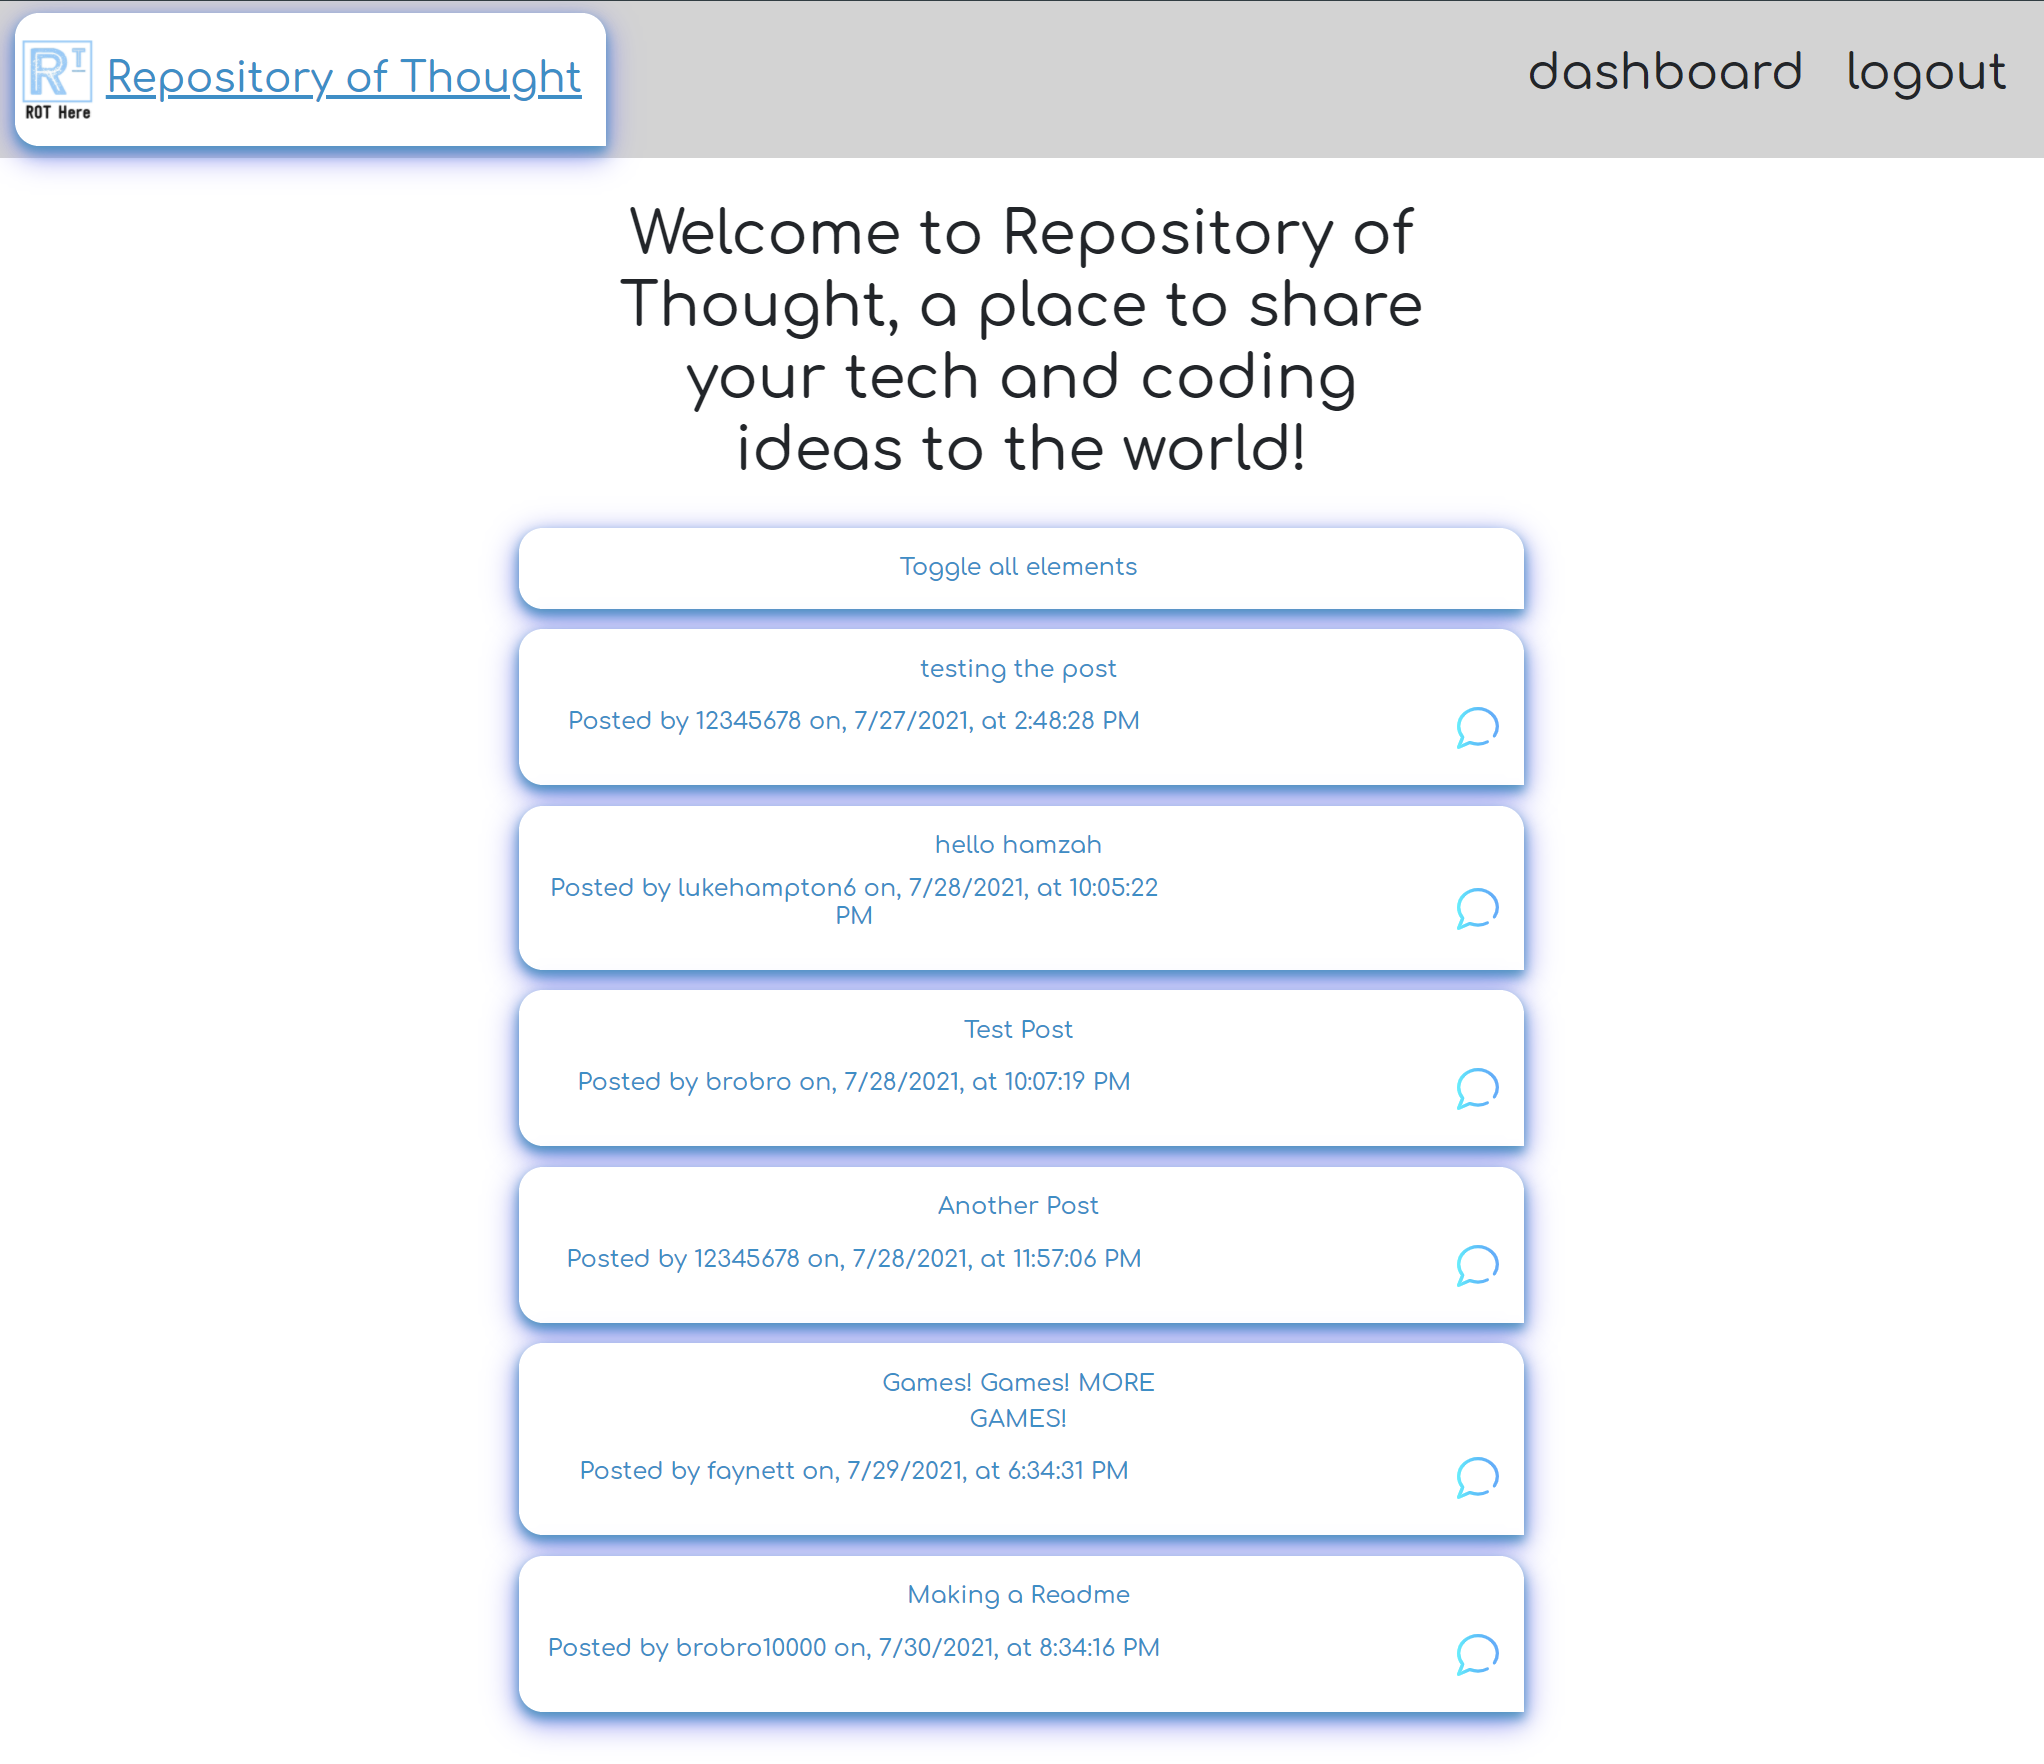 RT
ROT Here
Repository of Thought
dashboard logout
Welcome to Repository of
Thought, a place to share
your tech and coding
ideas to the world!
Toggle all elements
testing the post
Posted by 12345678 on, 7/27/2021, at 2:48:28 PM
hello hamzah
Posted by lukehampton6 on, 7/28/2021, at 10:05:22
PM
Test Post
Posted by brobro on, 7/28/2021, at 10:07:19 PM
Another Post
Posted by 12345678 on, 7/28/2021, at 11:57:06 PM
Games! Games! MORE
GAMES!
Posted by faynett on, 7/29/2021, at 6:34:31 PM
Making a Readme
Posted by brobro10000 on, 7/30/2021, at 8:34:16 PM